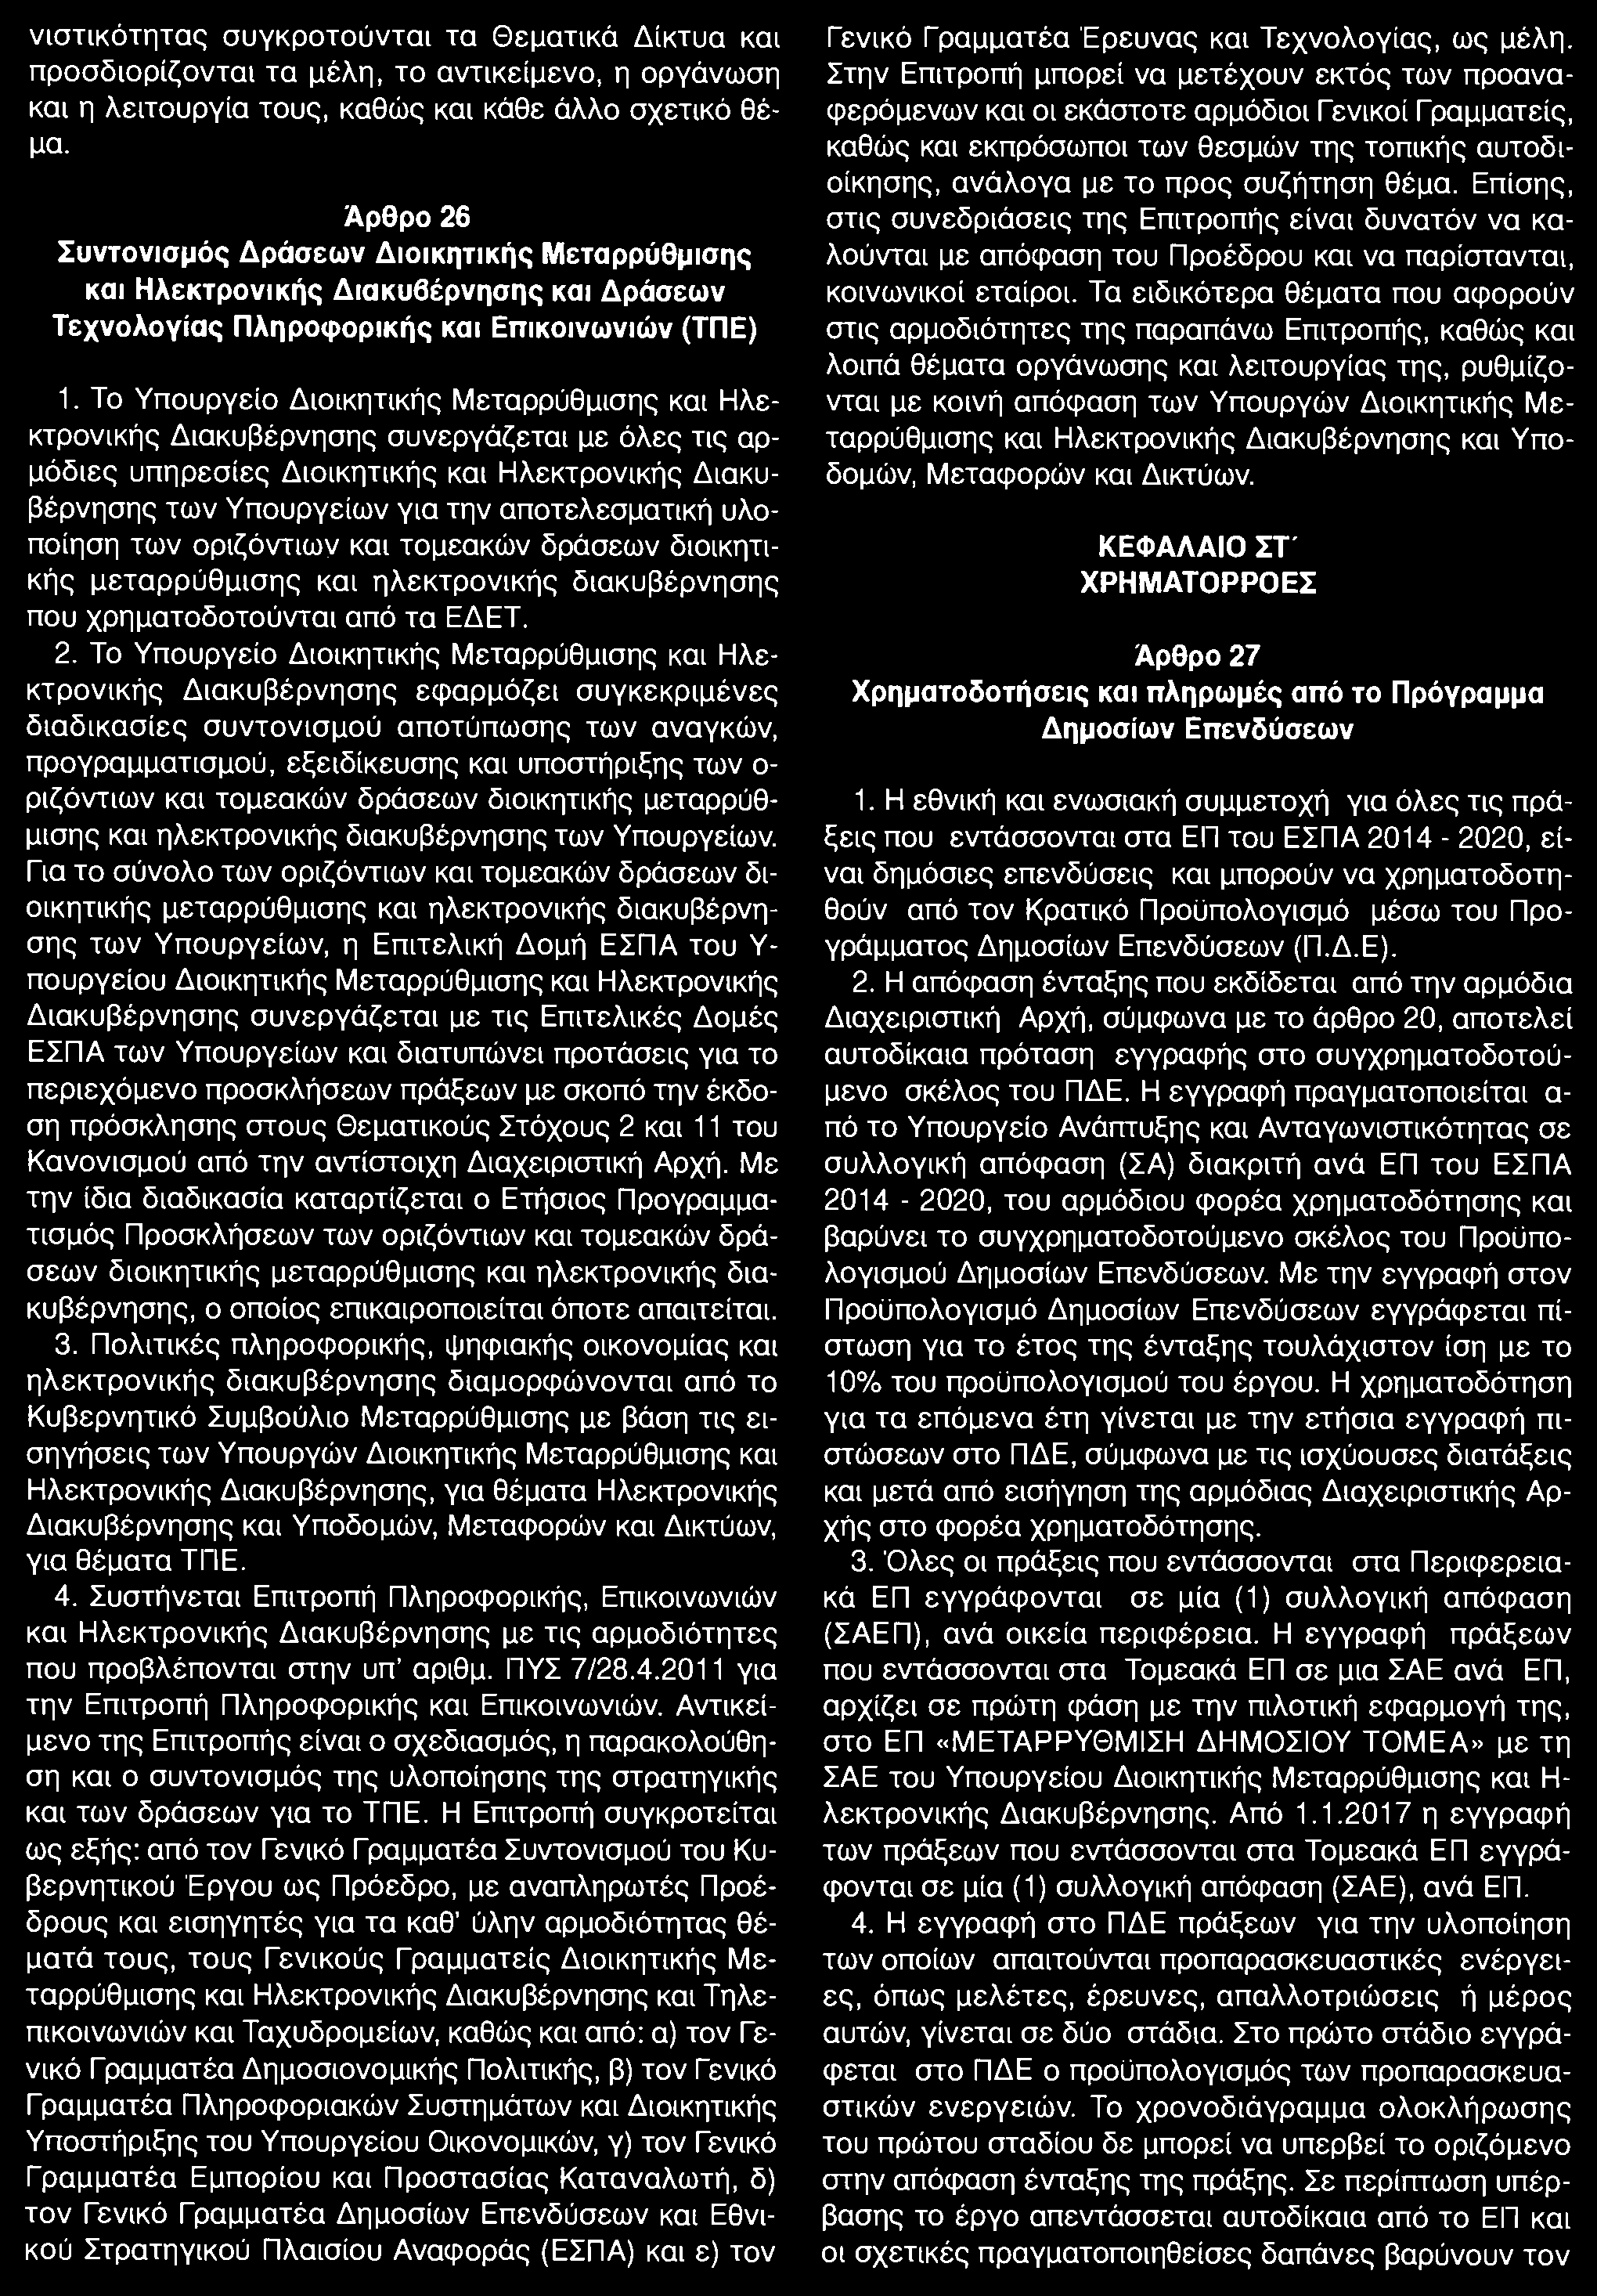 νιστικότητας συγκροτούνται τα Θεματικά Δίκτυα και
προσδιορίζονται τα μέλη, το αντικείμενο, η οργάνωση
και η λειτουργία τους, καθώς και κάθε άλλο σχετικό θέ-
μα.
Άρθρο 26
Συντονισμός Δράσεων Διοικητικής Μεταρρύθμισης
και Ηλεκτρονικής Διακυβέρνησης και Δράσεων
Τεχνολογίας Πληροφορικής και Επικοινωνιών (ΤΠΕ)
1. Το Υπουργείο Διοικητικής Μεταρρύθμισης και Ηλε-
κτρονικής Διακυβέρνησης συνεργάζεται με όλες τις αρ-
μόδιες υπηρεσίες Διοικητικής και Ηλεκτρονικής Διακυ-
βέρνησης των Υπουργείων για την αποτελεσματική υλο-
ποίηση των οριζόντιων και τομεακών δράσεων διοικητι-
κής μεταρρύθμισης και ηλεκτρονικής διακυβέρνησης
που χρηματοδοτούνται από τα ΕΔΕΤ.
2. Το Υπουργείο Διοικητικής Μεταρρύθμισης και Ηλε-
κτρονικής Διακυβέρνησης εφαρμόζει συγκεκριμένες
διαδικασίες συντονισμού αποτύπωσης των αναγκών,
προγραμματισμού, εξειδίκευσης και υποστήριξης των ο-
ριζόντιων και τομεακών δράσεων διοικητικής μεταρρύθ-
μισης και ηλεκτρονικής διακυβέρνησης των Υπουργείων.
Για το σύνολο των οριζόντιων και τομεακών δράσεων δι-
οικητικής μεταρρύθμισης και ηλεκτρονικής διακυβέρνη-
σης των Υπουργείων, η Επιτελική Δομή ΕΣΠΑ του Υ-
πουργείου Διοικητικής Μεταρρύθμισης και Ηλεκτρονικής
Διακυβέρνησης συνεργάζεται με τις Επιτελικές Δομές
ΕΣΠΑ των Υπουργείων και διατυπώνει προτάσεις για το
περιεχόμενο προσκλήσεων πράξεων με σκοπό την έκδο-
ση πρόσκλησης στους Θεματικούς Στόχους 2 και 11 του
Κανονισμού από την αντίστοιχη Διαχειριστική Αρχή. Με
την ίδια διαδικασία καταρτίζεται ο Ετήσιος Προγραμμα-
τισμός Προσκλήσεων των οριζόντιων και τομεακών δρά-
σεων διοικητικής μεταρρύθμισης και ηλεκτρονικής δια-
κυβέρνησης, ο οποίος επικαιροποιείται όποτε απαιτείται.
3. Πολιτικές πληροφορικής, ψηφιακής οικονομίας και
ηλεκτρονικής διακυβέρνησης διαμορφώνονται από το
Κυβερνητικό Συμβούλιο Μεταρρύθμισης με βάση τις ει-
σηγήσεις των Υπουργών Διοικητικής Μεταρρύθμισης και
Ηλεκτρονικής Διακυβέρνησης, για θέματα Ηλεκτρονικής
Διακυβέρνησης και Υποδομών, Μεταφορών και Δικτύων,
για θέματα ΤΠΕ.
4. Συστήνεται Επιτροπή Πληροφορικής, Επικοινωνιών
και Ηλεκτρονικής Διακυβέρνησης με τις αρμοδιότητες
που προβλέπονται στην υπ' αριθμ. ΠΥΣ 7/28.4.2011 για
την Επιτροπή Πληροφορικής και Επικοινωνιών. Αντικεί-
μενο της Επιτροπής είναι ο σχεδιασμός, η παρακολούθη-
ση και ο συντονισμός της υλοποίησης της στρατηγικής
και των δράσεων για το ΤΠΕ. Η Επιτροπή συγκροτείται
ως εξής: από τον Γενικό Γραμματέα Συντονισμού του Κυ-
βερνητικού Έργου ως Πρόεδρο, με αναπληρωτές Προέ-
δρους και εισηγητές για τα καθ' ύλην αρμοδιότητας θέ-
ματά τους, τους Γενικούς Γραμματείς Διοικητικής Με-
ταρρύθμισης και Ηλεκτρονικής Διακυβέρνησης και Τηλε-
πικοινωνιών και Ταχυδρομείων, καθώς και από: α) τον Γε-
νικό Γραμματέα Δημοσιονομικής Πολιτικής, β) τον Γενικό
Γραμματέα Πληροφοριακών Συστημάτων και Διοικητικής
Υποστήριξης του Υπουργείου Οικονομικών, γ) τον Γενικό
Γραμματέα Εμπορίου και Προστασίας Καταναλωτή, δ)
τον Γενικό Γραμματέα Δημοσίων Επενδύσεων και Εθνι-
κού Στρατηγικού Πλαισίου Αναφοράς (ΕΣΠΑ) και ε) τον
Γενικό Γραμματέα Έρευνας και Τεχνολογίας, ως μέλη.
Στην Επιτροπή μπορεί να μετέχουν εκτός των προανα-
φερόμενων και οι εκάστοτε αρμόδιοι Γενικοί Γραμματείς,
καθώς και εκπρόσωποι των θεσμών της τοπικής αυτοδι-
οίκησης, ανάλογα με το προς συζήτηση θέμα. Επίσης,
στις συνεδριάσεις της Επιτροπής είναι δυνατόν να κα-
λούνται με απόφαση του Προέδρου και να παρίστανται,
κοινωνικοί εταίροι. Τα ειδικότερα θέματα που αφορούν
στις αρμοδιότητες της παραπάνω Επιτροπής, καθώς και
λοιπά θέματα οργάνωσης και λειτουργίας της, ρυθμίζο-
νται με κοινή απόφαση των Υπουργών Διοικητικής Με-
ταρρύθμισης και Ηλεκτρονικής Διακυβέρνησης και Υπο-
δομών, Μεταφορών και Δικτύων.
ΚΕΦΑΛΑΙΟ ΣΤ΄
ΧΡΗΜΑΤΟΡΡΟΕΣ
Άρθρο 27
Χρηματοδοτήσεις και πληρωμές από το Πρόγραμμα
Δημοσίων Επενδύσεων
1. Η εθνική και ενωσιακή συμμετοχή για όλες τις πρά-
ξεις που εντάσσονται στα ΕΠ του ΕΣΠΑ 2014 - 2020, εί-
ναι δημόσιες επενδύσεις και μπορούν να χρηματοδοτη-
θούν από τον Κρατικό Προϋπολογισμό μέσω του Προ-
γράμματος Δημοσίων Επενδύσεων (Π.Δ.Ε).
2. Η απόφαση ένταξης που εκδίδεται από την αρμόδια
Διαχειριστική Αρχή, σύμφωνα με το άρθρο 20, αποτελεί
αυτοδίκαια πρόταση εγγραφής στο συγχρηματοδοτού-
μενο σκέλος του ΠΔΕ. Η εγγραφή πραγματοποιείται α-
πό το Υπουργείο Ανάπτυξης και Ανταγωνιστικότητας σε
συλλογική απόφαση (ΣΑ) διακριτή ανά ΕΠ του ΕΣΠΑ
2014 - 2020, του αρμόδιου φορέα χρηματοδότησης και
βαρύνει το συγχρηματοδοτούμενο σκέλος του Προϋπο-
λογισμού Δημοσίων Επενδύσεων. Με την εγγραφή στον
Προϋπολογισμό Δημοσίων Επενδύσεων εγγράφεται πί-
στωση για το έτος της ένταξης τουλάχιστον ίση με το
10% του προϋπολογισμού του έργου. Η χρηματοδότηση
για τα επόμενα έτη γίνεται με την ετήσια εγγραφή πι-
στώσεων στο ΠΔΕ, σύμφωνα με τις ισχύουσες διατάξεις
και μετά από εισήγηση της αρμόδιας Διαχειριστικής Αρ-
χής στο φορέα χρηματοδότησης.
3. Όλες οι πράξεις που εντάσσονται στα Περιφερεια-
κά ΕΠ εγγράφονται σε μία (1) συλλογική απόφαση
(ΣΑΕΠ), ανά οικεία περιφέρεια. Η εγγραφή πράξεων
που εντάσσονται στα Τομεακά ΕΠ σε μια ΣΑΕ ανά ΕΠ,
αρχίζει σε πρώτη φάση με την πιλοτική εφαρμογή της,
στο ΕΠ «ΜΕΤΑΡΡΥΘΜΙΣΗ ΔΗΜΟΣΙΟΥ ΤΟΜΕΑ» με τη
ΣΑΕ του Υπουργείου Διοικητικής Μεταρρύθμισης και Η-
λεκτρονικής Διακυβέρνησης. Από 1.1.2017 η εγγραφή
των πράξεων που εντάσσονται στα Τομεακά ΕΠ εγγρά-
φονται σε μία (1) συλλογική απόφαση (ΣΑΕ), ανά ΕΠ.
4. Η εγγραφή στο ΠΔΕ πράξεων για την υλοποίηση
των οποίων απαιτούνται προπαρασκευαστικές ενέργει-
ες, όπως μελέτες, έρευνες, απαλλοτριώσεις ή μέρος
αυτών, γίνεται σε δύο στάδια. Στο πρώτο στάδιο εγγρά-
φεται στο ΠΔΕ ο προϋπολογισμός των προπαρασκευα-
στικών ενεργειών. Το χρονοδιάγραμμα ολοκλήρωσης
του πρώτου σταδίου δε μπορεί να υπερβεί το οριζόμενο
στην απόφαση ένταξης της πράξης. Σε περίπτωση υπέρ-
βασης το έργο απεντάσσεται αυτοδίκαια από το ΕΠ και
οι σχετικές πραγματοποιηθείσες δαπάνες βαρύνουν τον